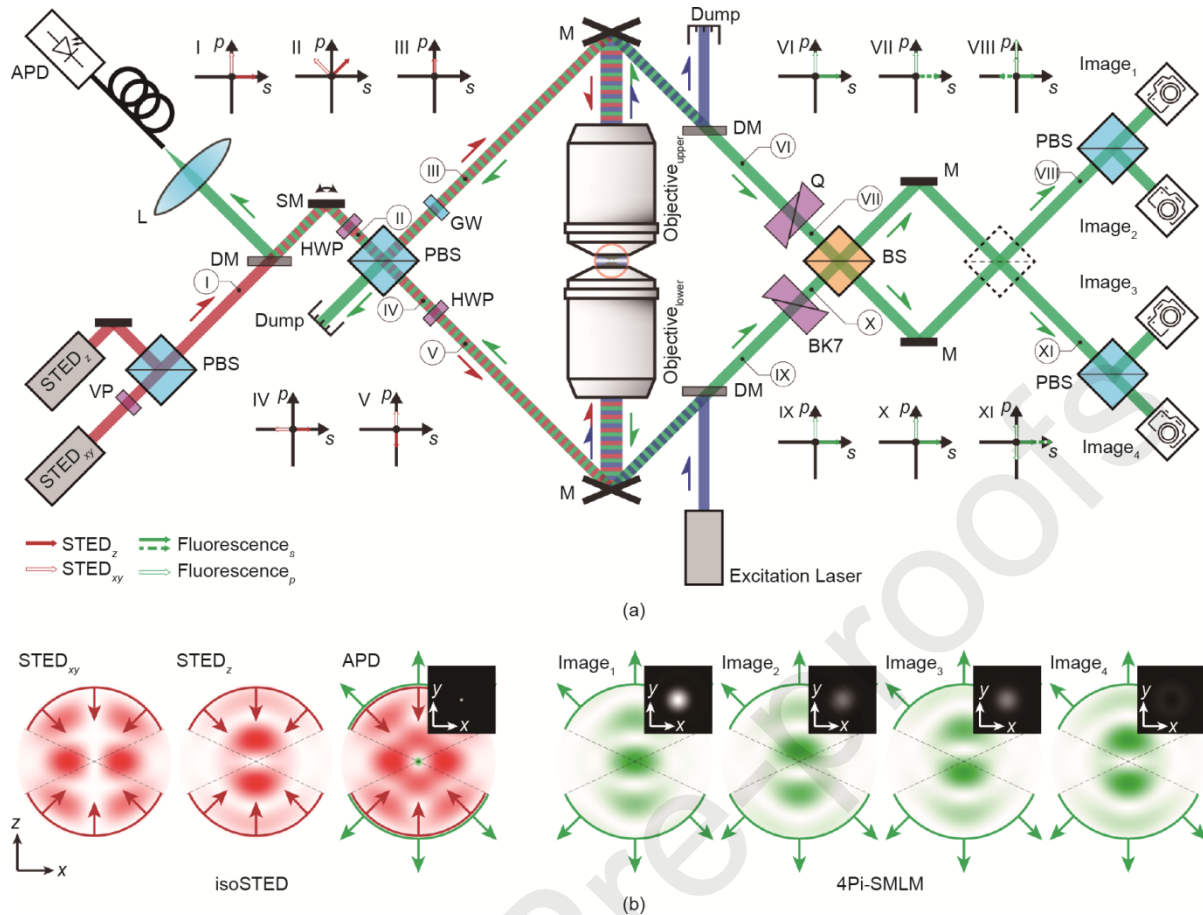 Dump
M
I
p
s
II
p
s
III
p
s
VI
p
s
VII
p
s
VIII
p
s
Image1
APD
DM
VI
PBS
M
Q
VIII
L
SM
III
GW
VII
Image2
HWP
II
Objectiveupper
DM
PBS
BS
I
IV
HWP
Image3
Dump
V
Objectivelower
X
BK7
M
XI
PBS
STEDz
PBS
DM
IX
VP
IV
p
s
V
p
s
IX
p
s
X
p
s
XI
p
s
Image4
STEDxy
M
STEDz
Fluorescences
STEDxy
Fluorescencep
Excitation Laser
(a)
STEDxy
STEDz
APD
y
x
Image1
y
x
Image2
y
x
Image3
y
x
Image4
y
x
z
x
isoSTED
4Pi-SMLM
(b)
re-proofs